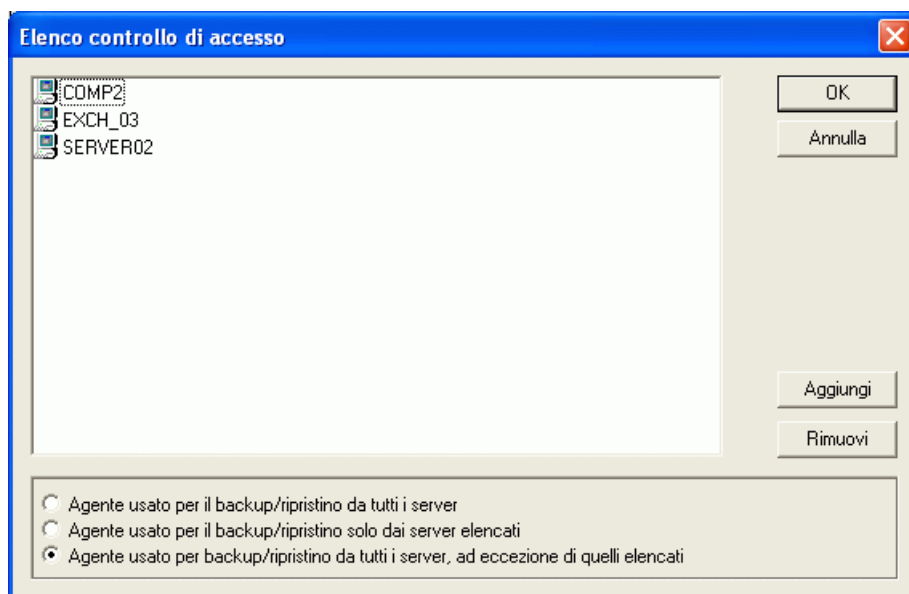 Elenco controllo di accesso
COMP2
EXCH_03
SERVER02
OK
Annulla
Aggiungi
Rimuovi
Agente usato per il backup/ripristino da tutti i server
Agente usato per il backup/ripristino solo dai server elencati
Agente usato per backup/ripristino da tutti i server, ad eccezione di quelli elencati